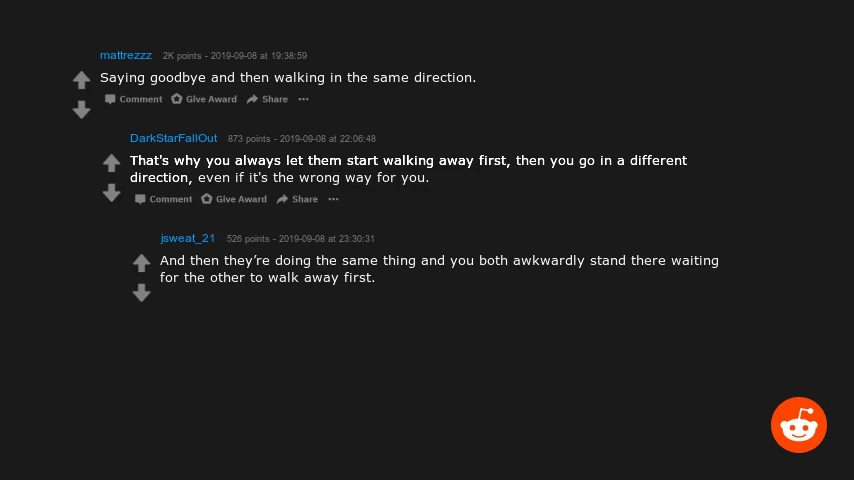 mattrezzz 2K points - 2019-09-08 at 19:38:59
Saying goodbye and then walking in the same direction.
Comment Give Award Share ···
DarkStarFallOut 873 points - 2019-09-08 at 22:06:48
That's why you always let them start walking away first, then you go in a different
direction, even if it's the wrong way for you.
Comment Give Award Share ···
jsweat_21 526 points - 2019-09-08 at 23:30:31
And then they’re doing the same thing and you both awkwardly stand there waiting
for the other to walk away first.